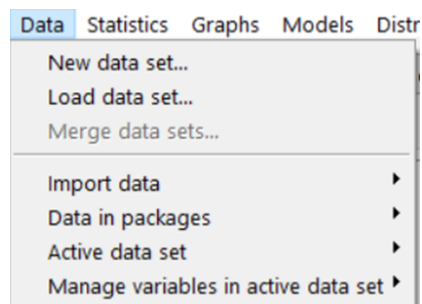 Data Statistics Graphs Models Distr
New data set...
Load data set...
Merge data sets...
Import data
Data in packages
Active data set
Manage variables in active data set